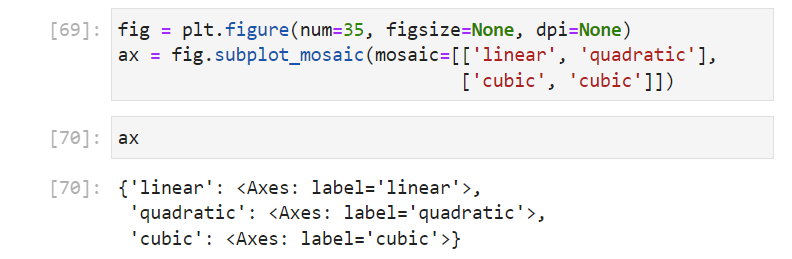 [69]: fig = plt.figure(num=35, figsize=None, dpi=None)
ax = fig.subplot_mosaic(mosaic=[['linear', 'quadratic'],
['cubic', 'cubic']])
[70]: ax
[70]: {'linear': <Axes: label='linear'>,
'quadratic': <Axes: label='quadratic'>,
'cubic': <Axes: label='cubic'>}